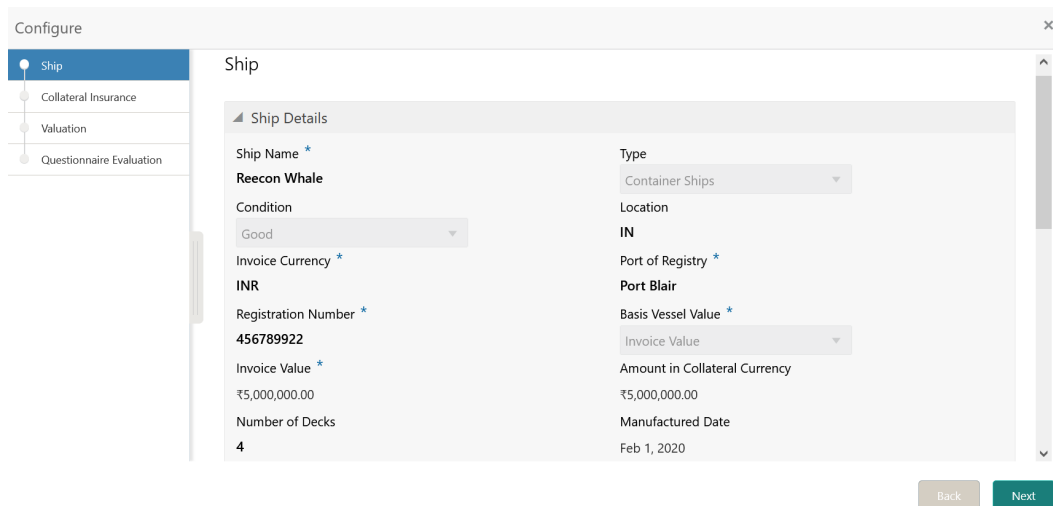 Configure
×
Ship
Collateral Insurance
Valuation
Questionnaire Evaluation
Ship
Ship Details
Ship Name *
Type
Reecon Whale
Container Ships
Condition
Location
Good
IN
Invoice Currency *
Port of Registry *
INR
Port Blair
Registration Number *
Basis Vessel Value *
456789922
Invoice Value
Invoice Value *
Amount in Collateral Currency
₹5,000,000.00
₹5,000,000.00
Number of Decks
Manufactured Date
4
Feb 1, 2020
Back
Next